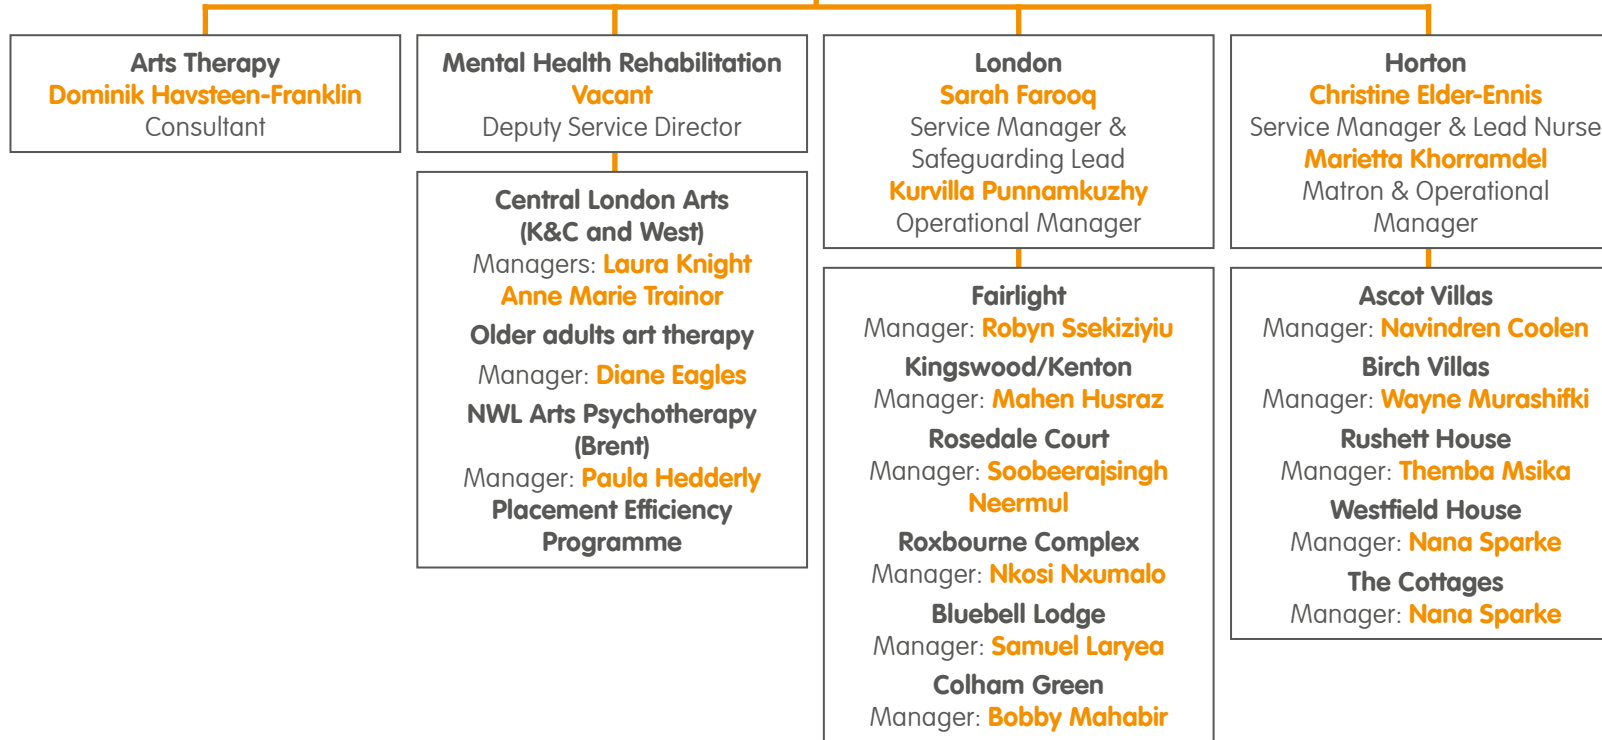 Arts Therapy
Dominik Havsteen-Franklin
Consultant
Mental Health Rehabilitation
Vacant
Deputy Service Director
Central London Arts
(K&C and West)
Managers: Laura Knight
Anne Marie Trainor
Older adults art therapy
Manager: Diane Eagles
NWL Arts Psychotherapy
(Brent)
Manager: Paula Hedderly
Placement Efficiency
Programme
London
Sarah Farooq
Service Manager &
Safeguarding Lead
Kurvilla Punnamkuzhy
Operational Manager
Fairlight
Manager: Robyn Ssekiziyiu
Kingswood/Kenton
Manager: Mahen Husraz
Rosedale Court
Manager: Soobeerajsingh
Neermul
Roxbourne Complex
Manager: Nkosi Nxumalo
Bluebell Lodge
Manager: Samuel Laryea
Colham Green
Manager: Bobby Mahabir
Horton
Christine Elder-Ennis
Service Manager & Lead Nurse
Marietta Khorramdel
Matron & Operational
Manager
Ascot Villas
Manager: Navindren Coolen
Birch Villas
Manager: Wayne Murashifki
Rushett House
Manager: Themba Msika
Westfield House
Manager: Nana Sparke
The Cottages
Manager: Nana Sparke